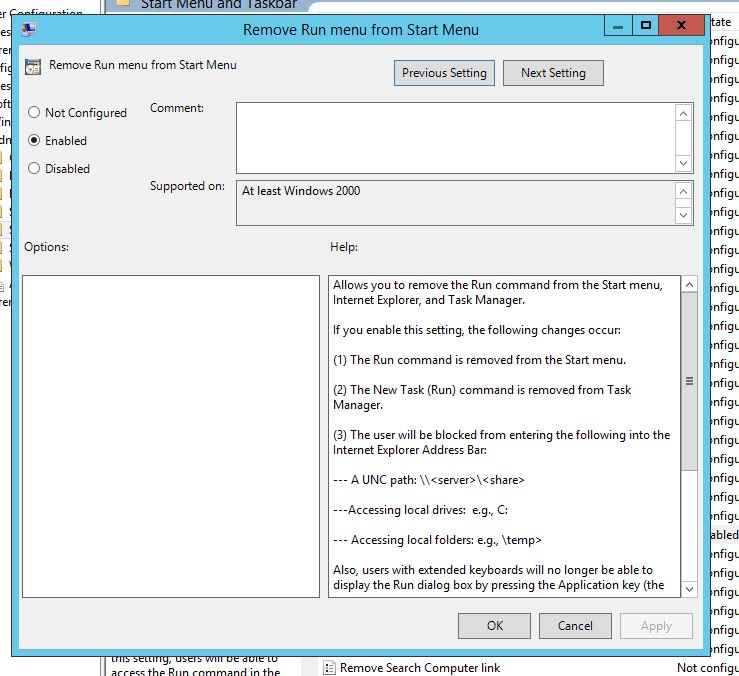 Start Menu and Taskbar
Remove Run menu from Start Menu
Remove Run menu from Start Menu
Previous Setting
Next Setting
Not Configured
Enabled
Disabled
Comment:
Supported on:
At least Windows 2000
Options:
Help:
Allows you to remove the Run command from the Start menu,
Internet Explorer, and Task Manager.
If you enable this setting, the following changes occur:
(1) The Run command is removed from the Start menu.
(2) The New Task (Run) command is removed from Task
Manager.
(3) The user will be blocked from entering the following into the
Internet Explorer Address Bar:
--- A UNC path: \\<server>\<share>
---Accessing local drives:  e.g., C:
--- Accessing local folders: e.g., \temp>
Also, users with extended keyboards will no longer be able to
display the Run dialog box by pressing the Application key (the
OK
Cancel
Apply
this setting, users will be able to
access the Run command in the
Remove Search Computer link
Not configu